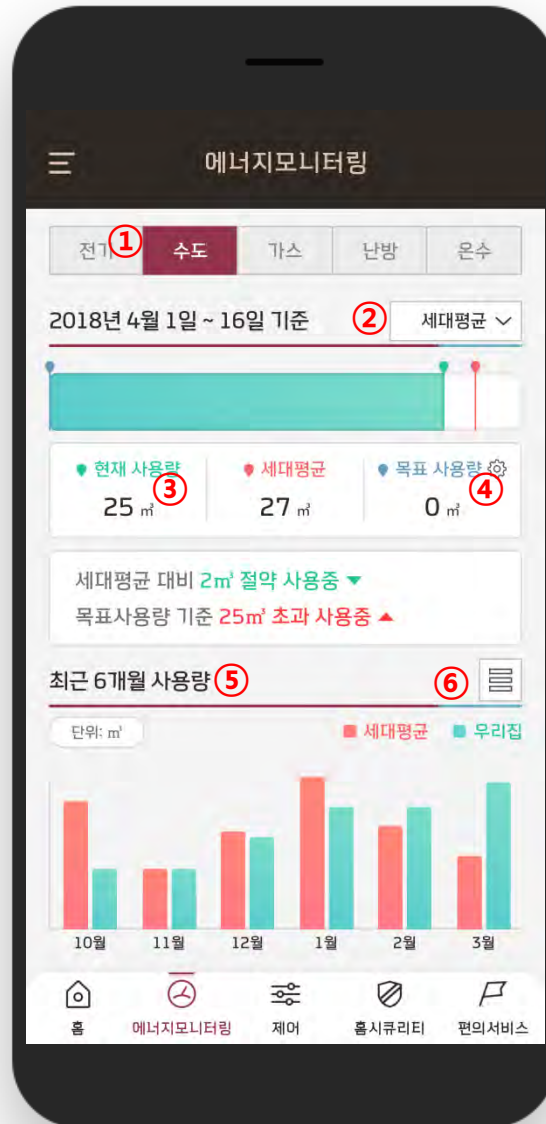 에너지모니터링
전기 ① 수도 가스 난방 온수
2018년 4월 1일 ~ 16일 기준 ② 세대평균
현재 사용량 ③ 세대평균 목표 사용량 ④
25 ㎥ 27 ㎥ 0 ㎥
세대평균 대비 2㎥ 절약 사용중 ▼
목표사용량 기준 25㎥ 초과 사용중 ▲
최근 6개월 사용량 ⑤ ⑥
단위: ㎥ 세대평균 우리집
10월 11월 12월 1월 2월 3월
홈 에너지모니터링 제어 홈시큐리티 편의서비스